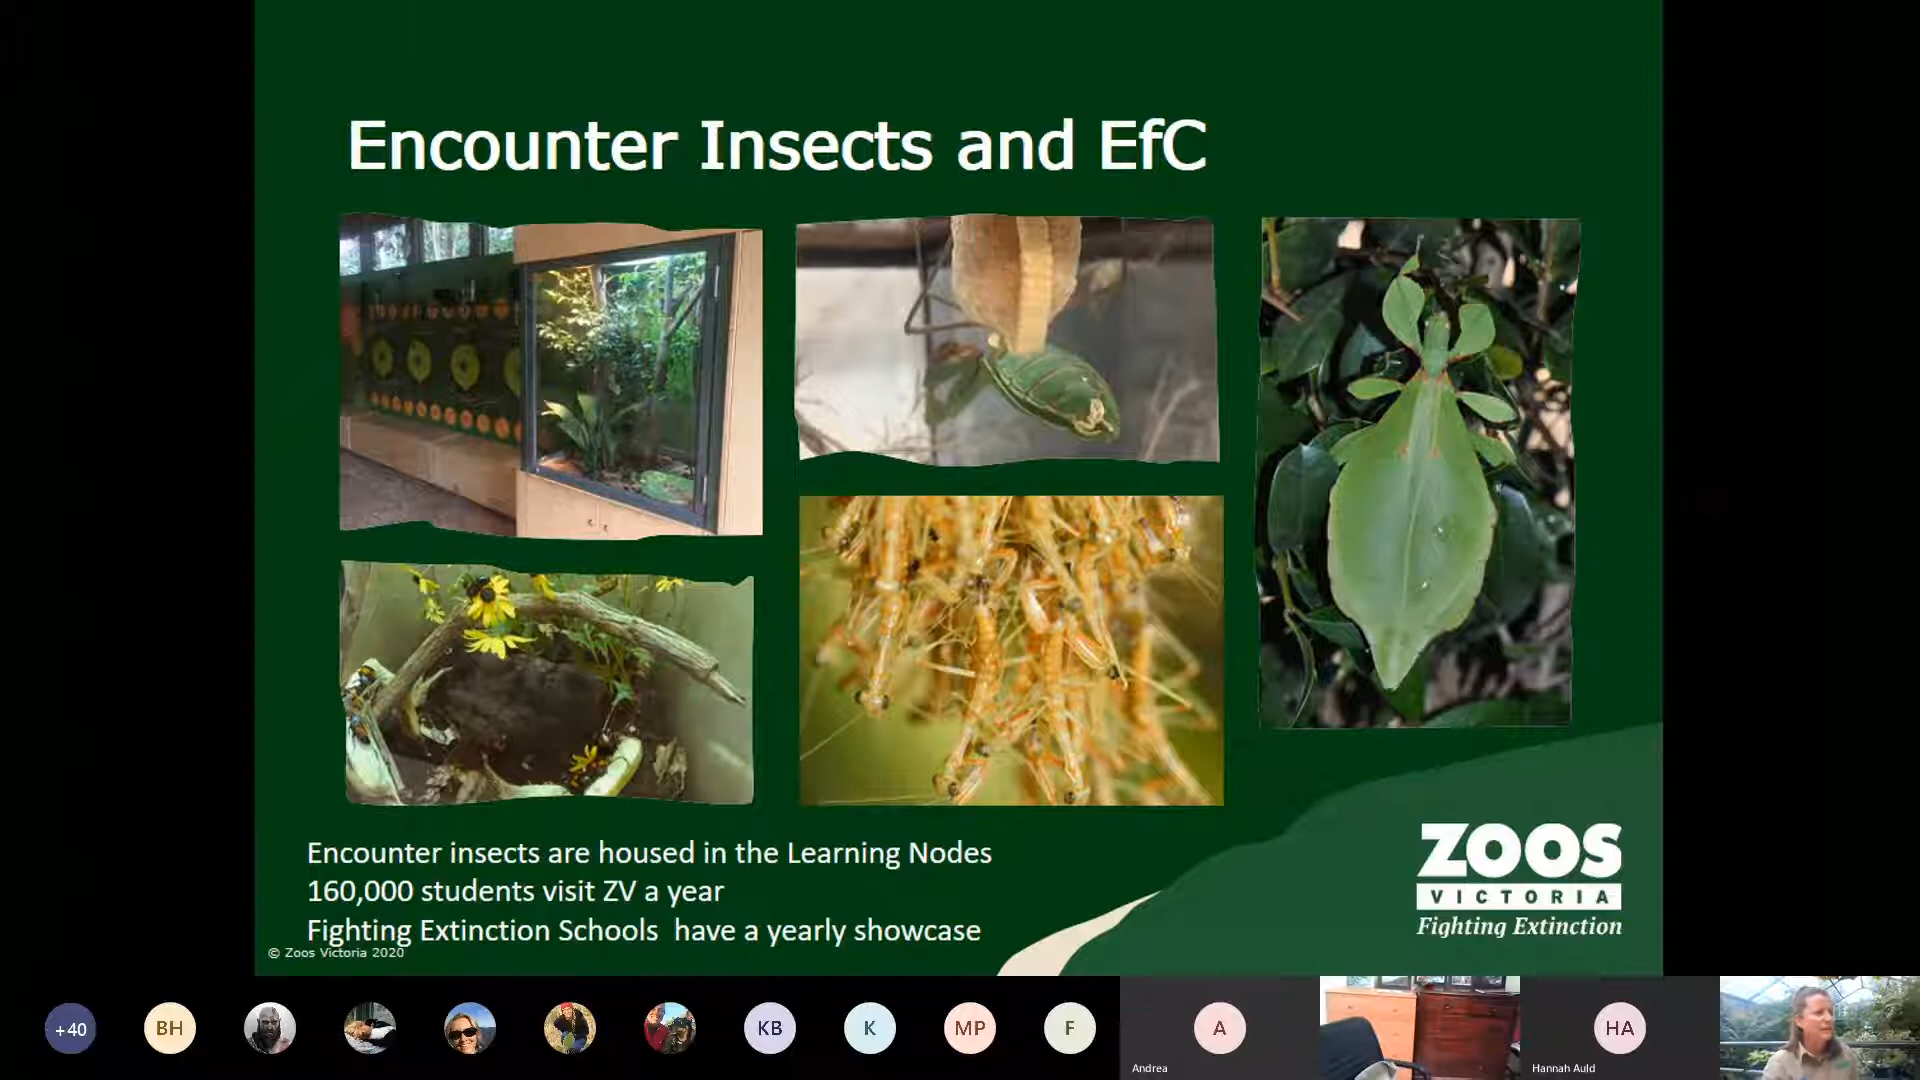 Encounter Insects and EfC
Encounter insects are housed in the Learning Nodes
160,000 students visit ZV a year
Fighting Extinction Schools  have a yearly showcase
© Zoos Victoria 2020
ZOOS
VICTORIA
Fighting Extinction
+40
BH
KB
K
MP
F
A
Andrea
HA
Hannah Auld